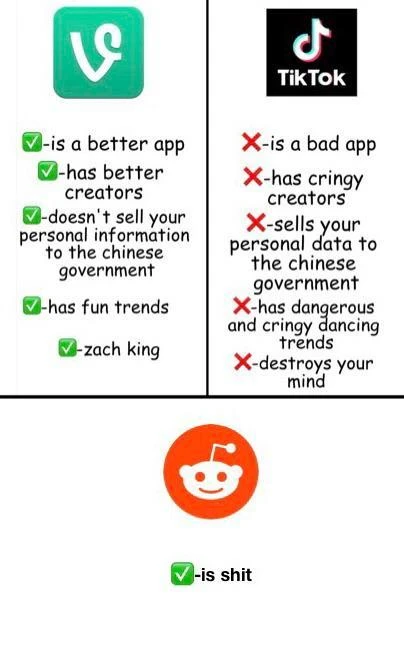 TikTok
✅-is a better app
✅-has better
creators
✅-doesn't sell your
personal information
to the chinese
government
✅-has fun trends
✅-zach king
❌-is a bad app
❌-has cringy
creators
❌-sells your
personal data to
the chinese
government
❌-has dangerous
and cringy dancing
trends
❌-destroys your
mind
✅-is shit